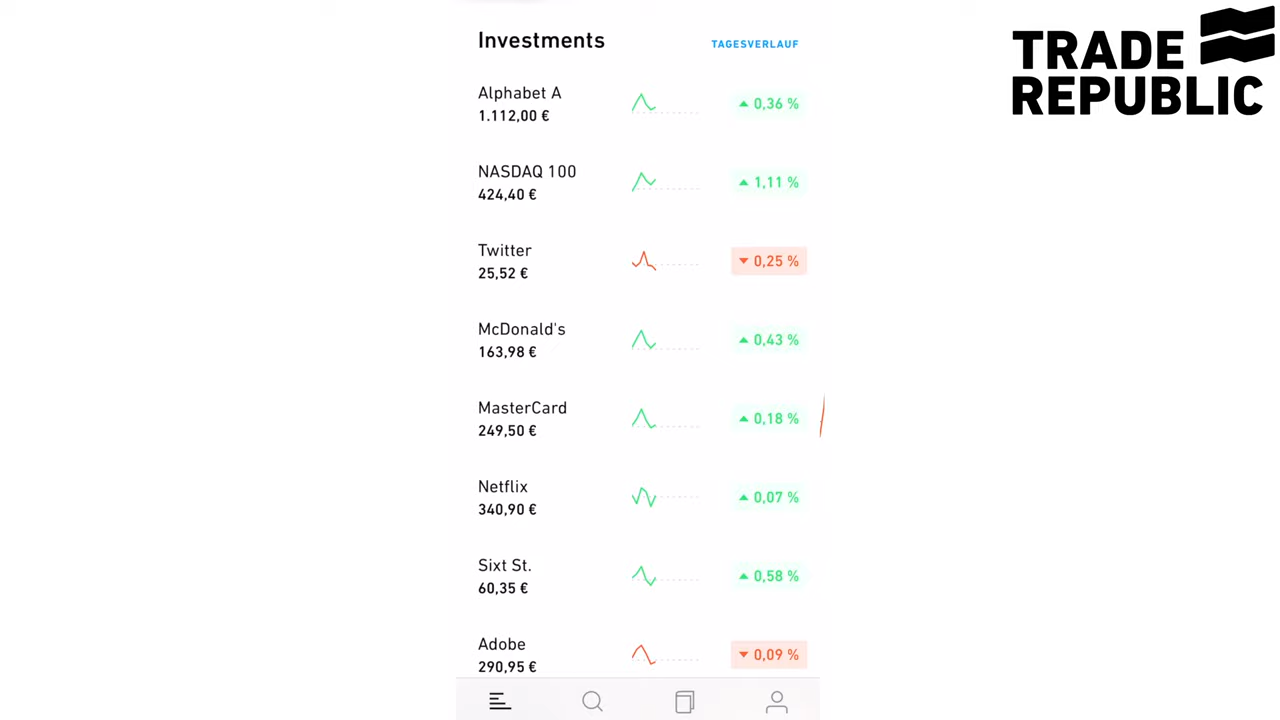 TRADE
REPUBLIC
Investments
TAGESVERLAUF
Alphabet A
1.112,00 €
0,36 %
NASDAQ 100
424,40 €
1,11 %
Twitter
25,52 €
0,25 %
McDonald's
163,98 €
0,43 %
MasterCard
249,50 €
0,18 %
Netflix
340,90 €
0,07 %
Sixt St.
60,35 €
0,58 %
Adobe
290,95 €
0,09 %